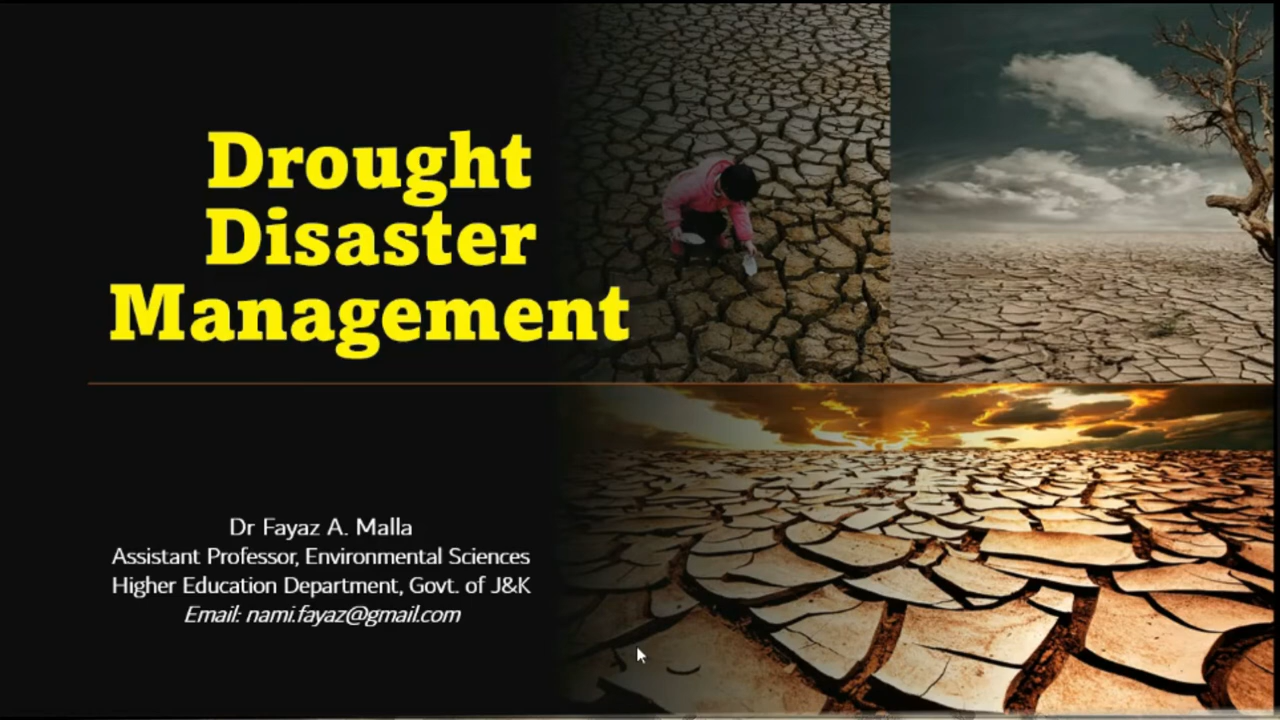 Drought
Disaster
Management
Dr Fayaz A. Malla
Assistant Professor, Environmental Sciences
Higher Education Department, Govt. of J&K
Email: nami.fayaz@gmail.com